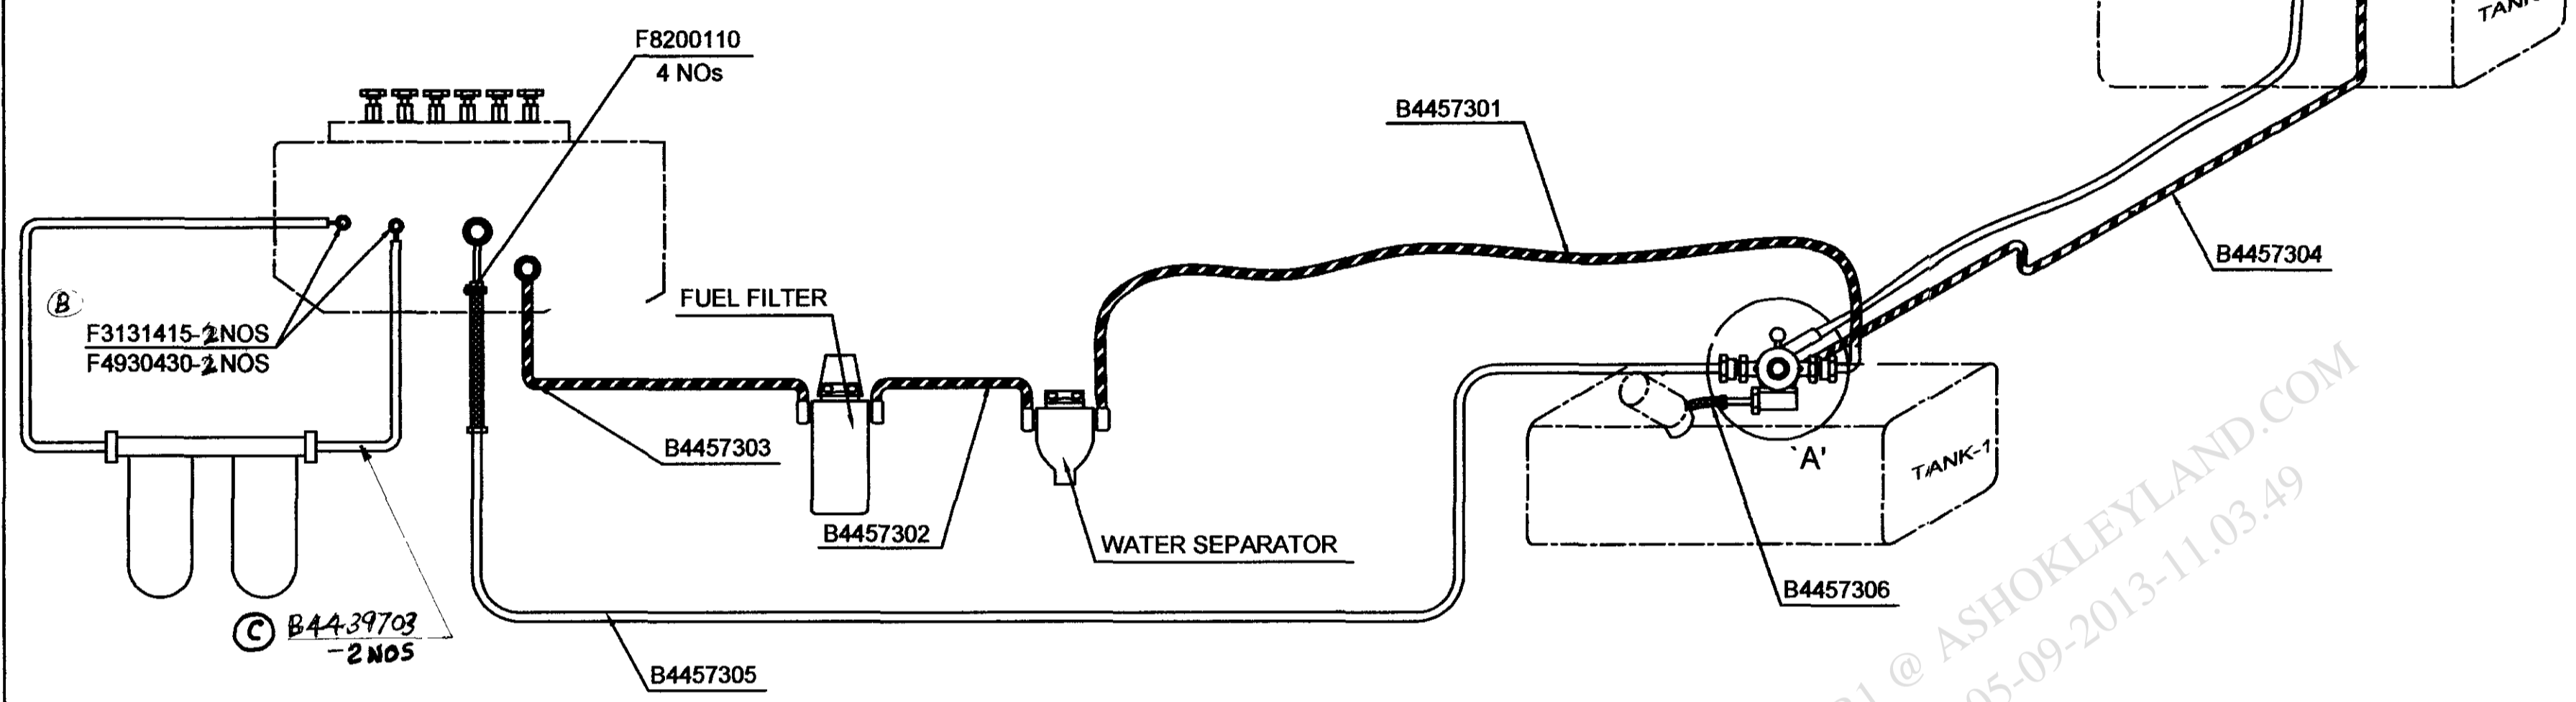 F8200110
4 NOs
B4457301
B4457304
B
F3131415-2NOS
F4930430-2NOS
FUEL FILTER
B4457303
B4457302
WATER SEPARATOR
'A'
TANK-1
B4457306
C B4439703
-2NOS
B4457305
@ ASHOKLEYLAND.COM
05-09-2013-11.03.49